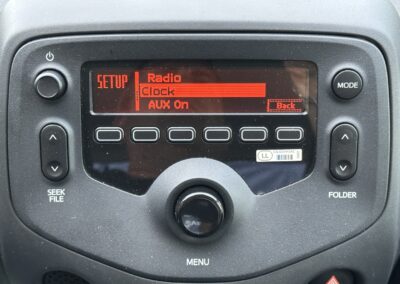 SETUP
Radio
Clock
AUX On
Back
MODE
SEEK
FILE
FOLDER
MENU